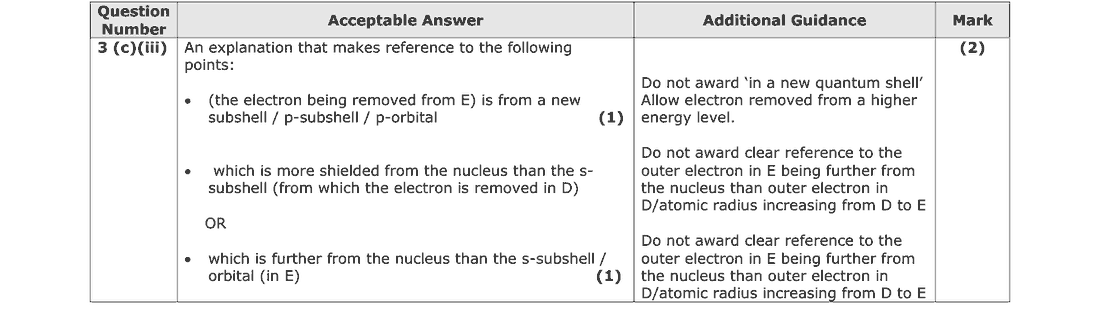 Question Number
Acceptable Answer
Additional Guidance
Mark
3 (c)(iii)
An explanation that makes reference to the following
points:
• (the electron being removed from E) is from a new
subshell / p-subshell / p-orbital (1)
• which is more shielded from the nucleus than the s-
subshell (from which the electron is removed in D)
OR
• which is further from the nucleus than the s-subshell /
orbital (in E) (1)
Do not award ‘in a new quantum shell’
Allow electron removed from a higher
energy level.
Do not award clear reference to the
outer electron in E being further from
the nucleus than outer electron in
D/atomic radius increasing from D to E
Do not award clear reference to the
outer electron in E being further from
the nucleus than outer electron in
D/atomic radius increasing from D to E
(2)